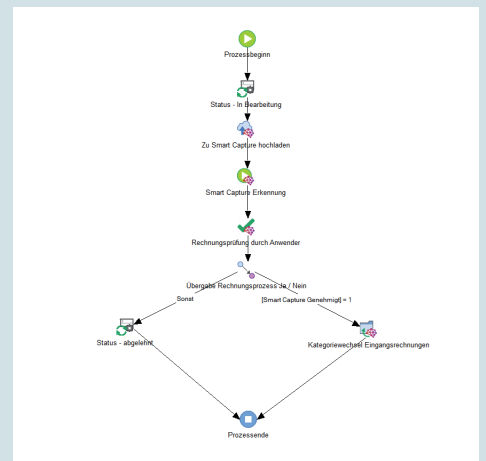 Prozessbeginn
Status - In Bearbeitung
Zu Smart Capture hochladen
Smart Capture Erkennung
Rechnungsprüfung durch Anwender
Übergabe Rechnungsprozess Ja / Nein
Sonst
[Smart Capture Genehmigt] = 1
Status - abgelehnt
Kategoriewechsel Eingangsrechnungen
Prozessende